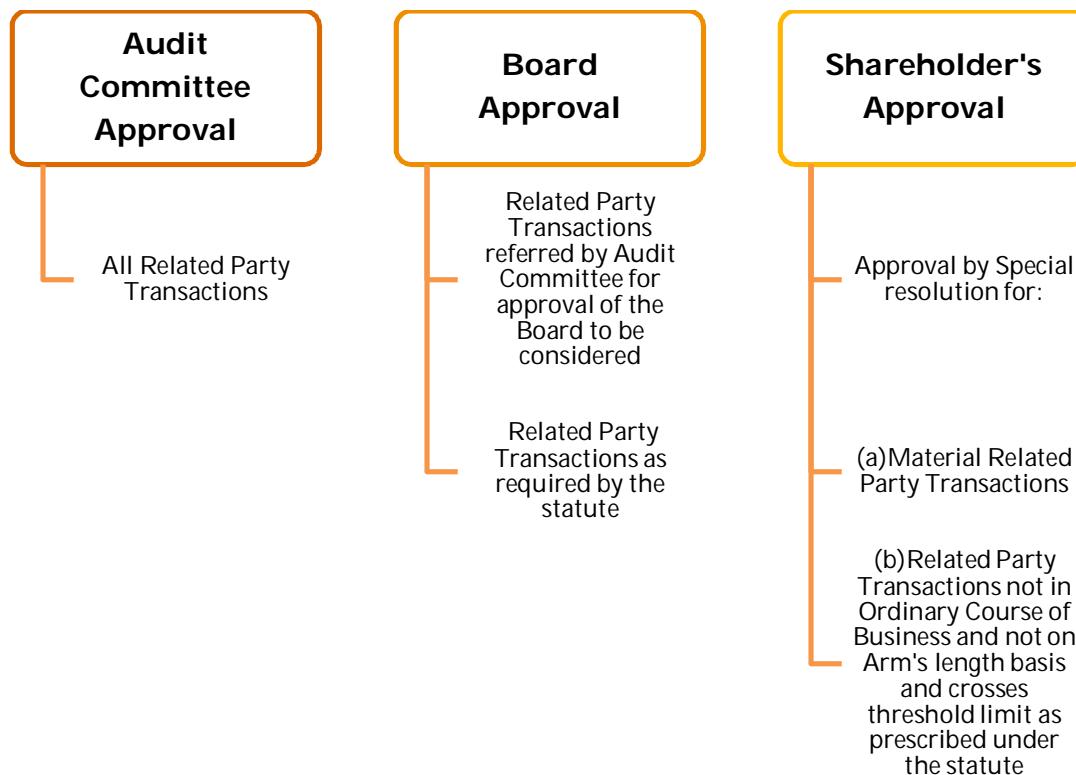 Audit
Committee
Approval
All Related Party
Transactions
Board
Approval
Related Party
Transactions
referred by Audit
Committee for
approval of the
Board to be
considered
Related Party
Transactions as
required by the
statute
Shareholder's
Approval
Approval by Special
resolution for:
(a)Material Related
Party Transactions
(b)Related Party
Transactions not in
Ordinary Course of
Business and not on
Arm's length basis
and crosses
threshold limit as
prescribed under
the statute